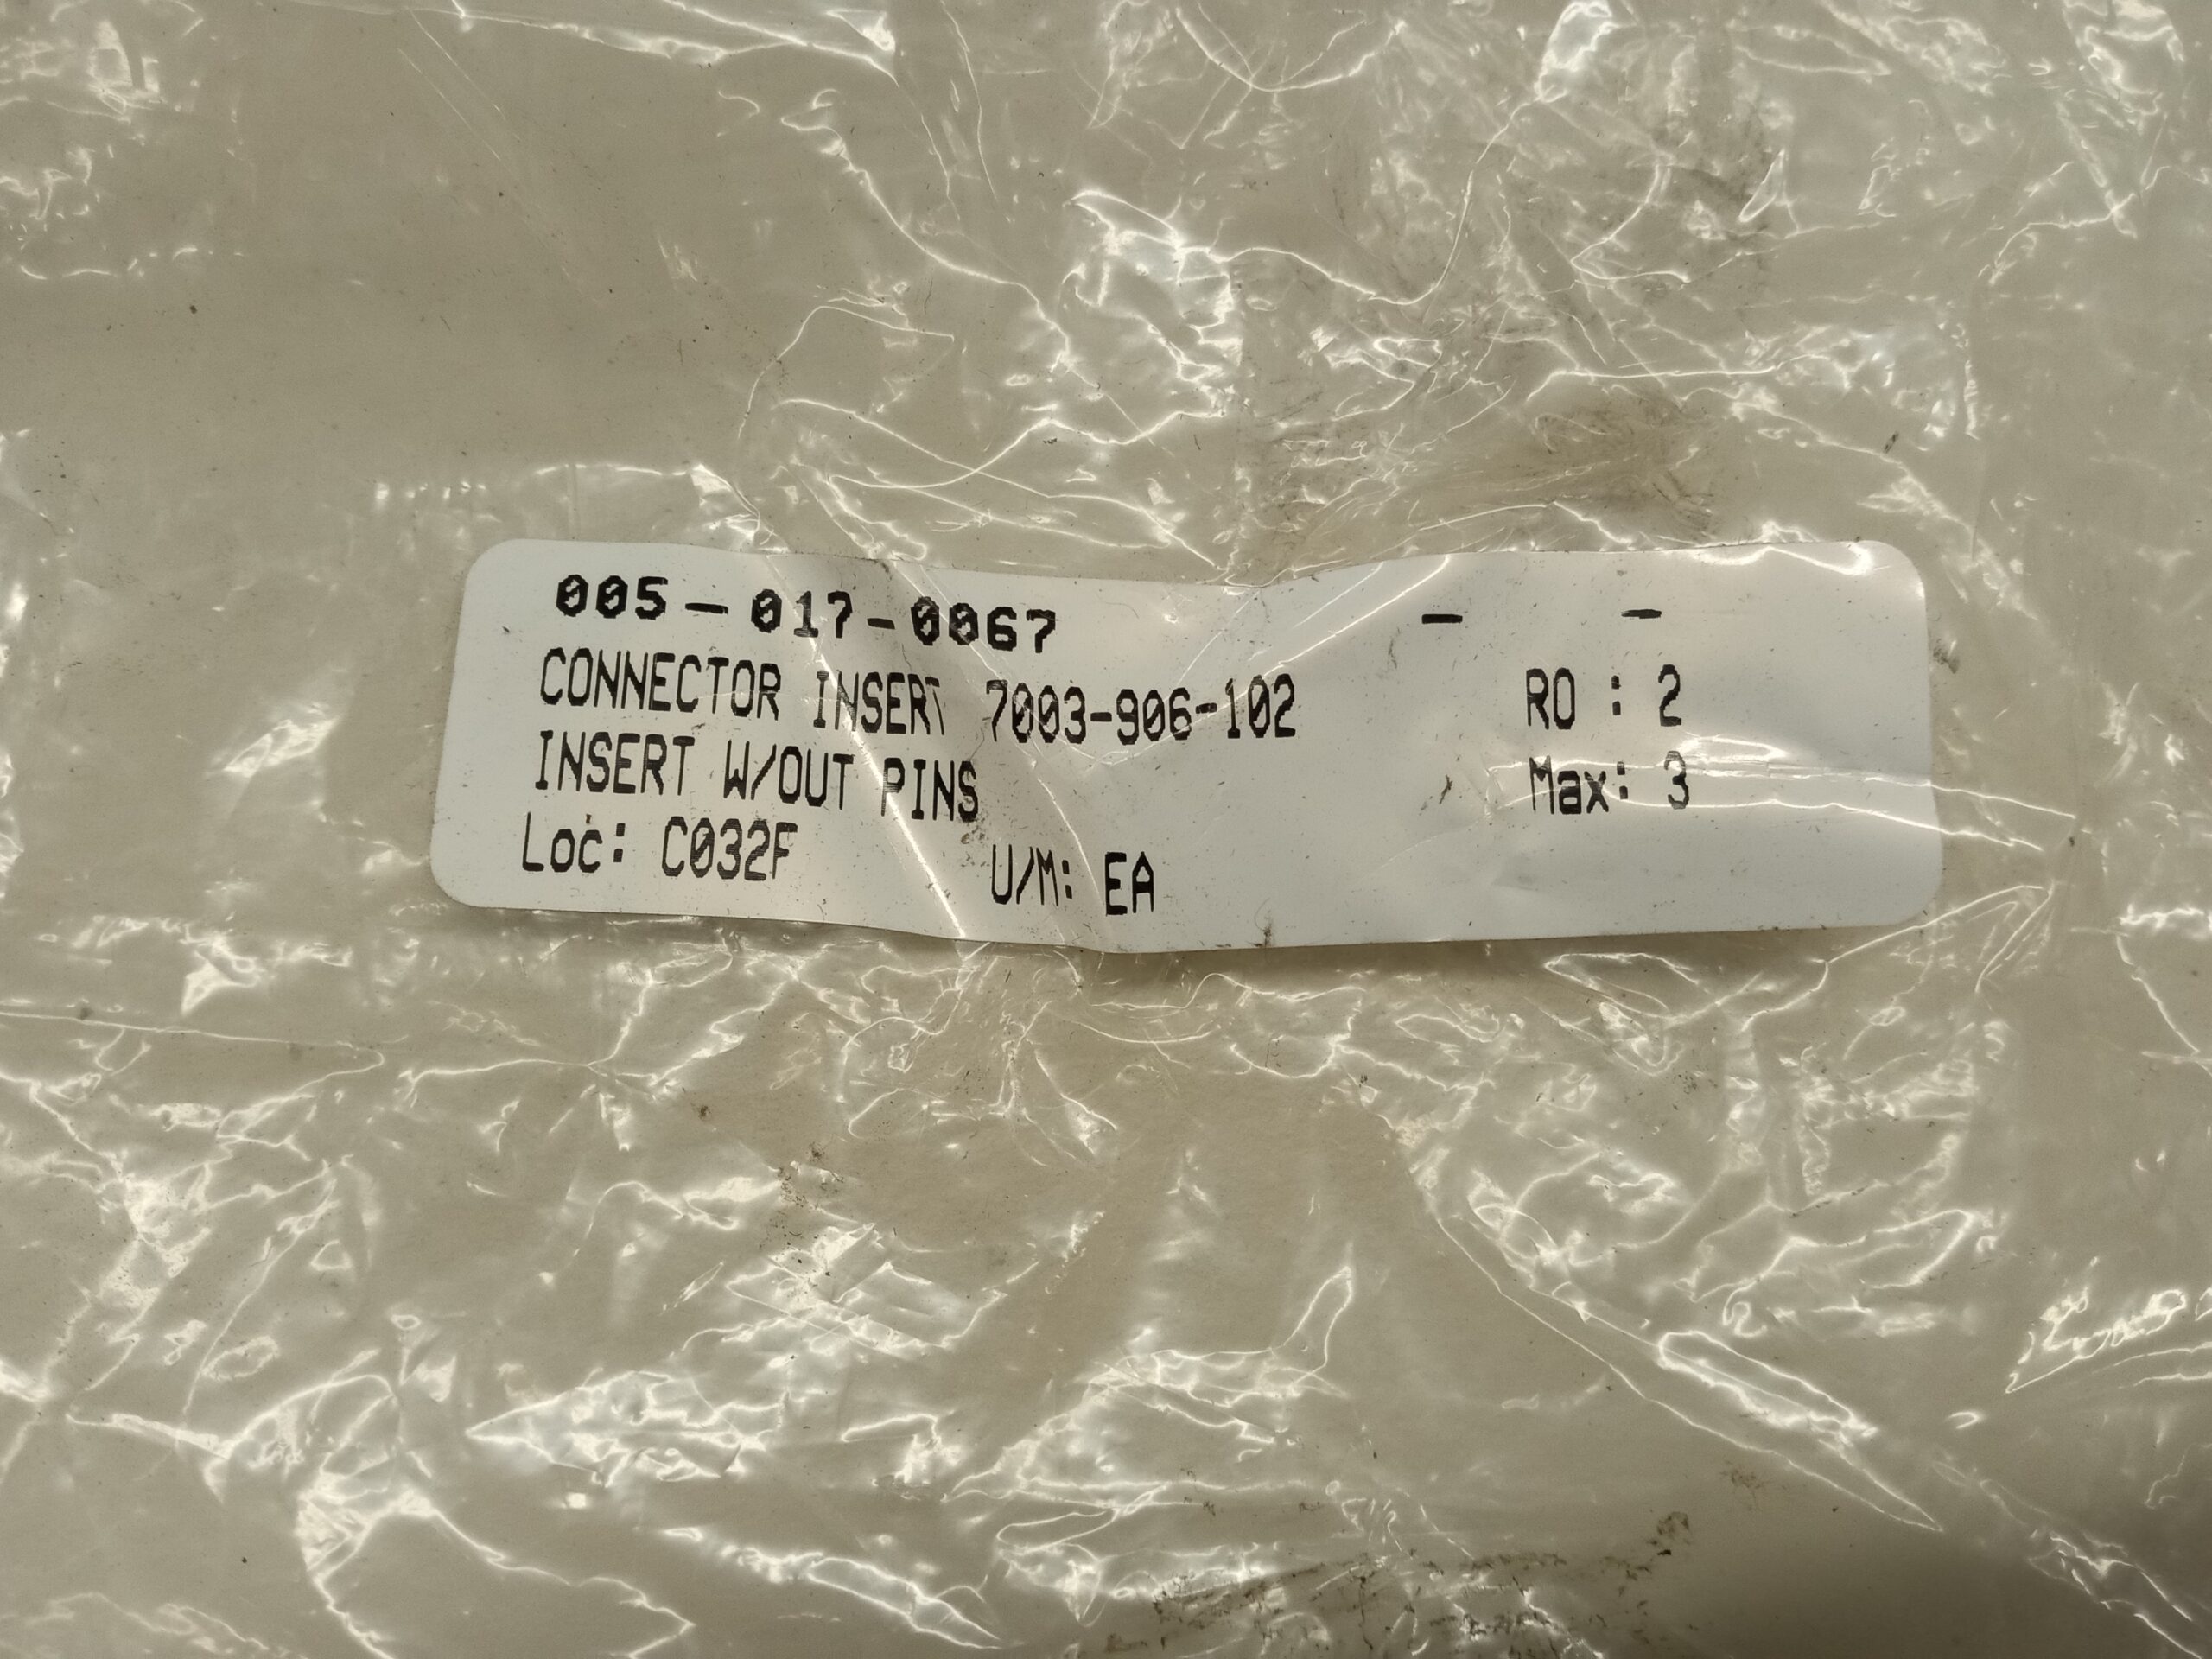 005-017-0067 - -
CONNECTOR INSERT 7003-906-102 RO : 2
INSERT W/OUT PINS Max: 3
Loc: C032F U/M: EA